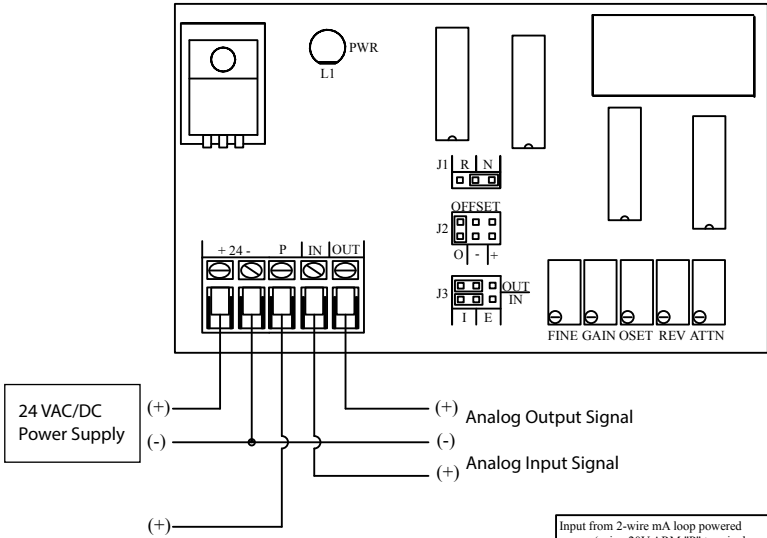 PWR
L1
J1 R N
OFFSET
J2
O - +
J3 OUT
IN
I E
+ 24 - P IN OUT
FINE GAIN OSET REV ATTN
24 VAC/DC
Power Supply
(+)
(-)
(+)
(+) Analog Output Signal
(-)
(+) Analog Input Signal
Input from 2-wire mA loop powered